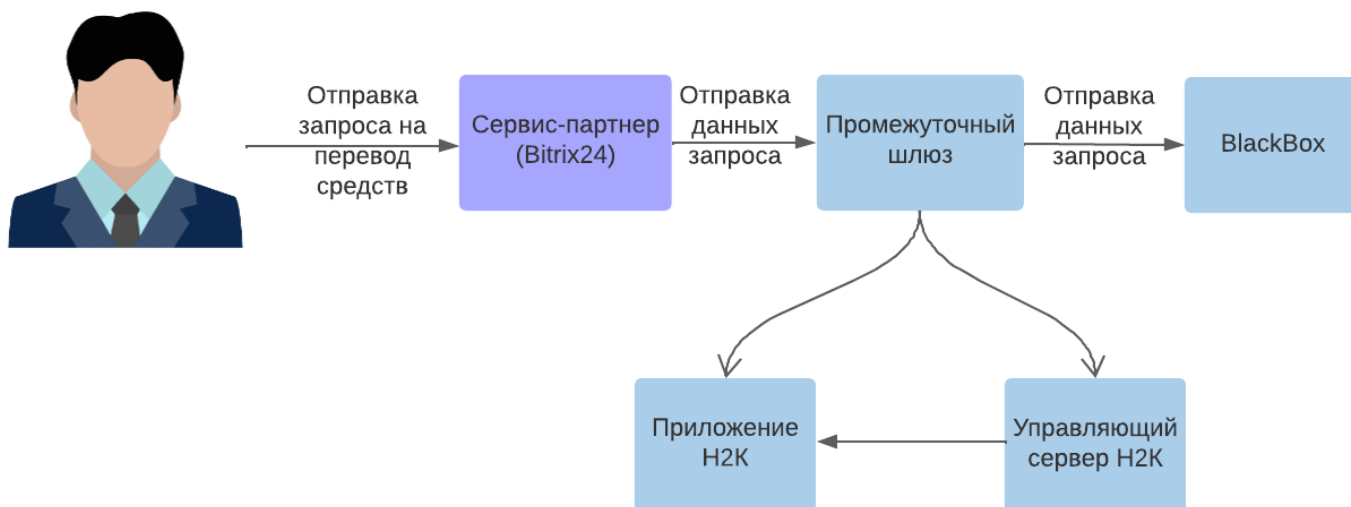 Отправка
запроса на
перевод
средств
Сервис-партнер
(Bitrix24)
Отправка
данных
запроса
Промежуточный
шлюз
Отправка
данных
запроса
BlackBox
Приложение
Н2К
Управляющий
сервер Н2К